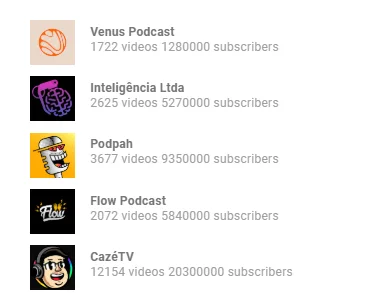 Venus Podcast
1722 videos 1280000 subscribers
Inteligência Ltda
2625 videos 5270000 subscribers
Podpah
3677 videos 9350000 subscribers
Flow
Flow Podcast
2072 videos 5840000 subscribers
CazéTV
12154 videos 20300000 subscribers